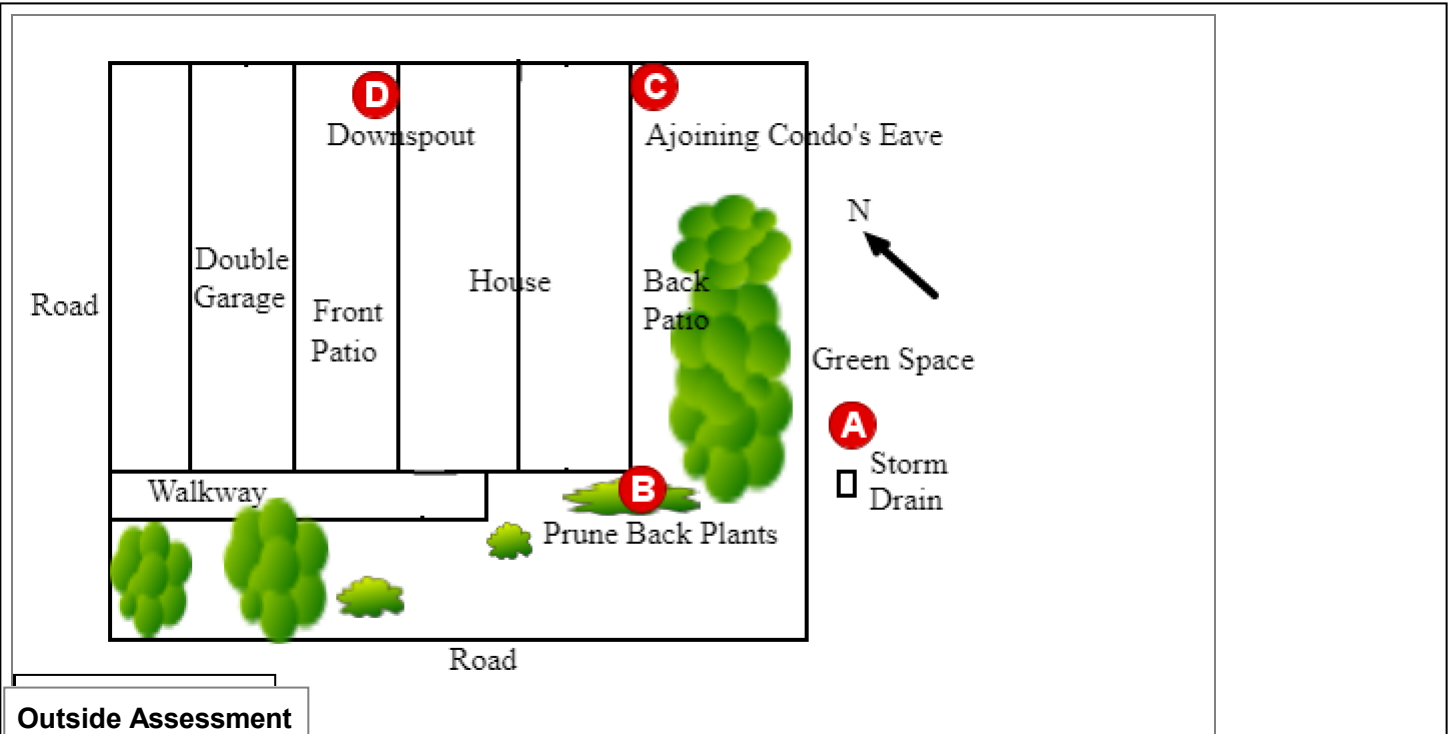 D
C
Downspout
Ajoining Condo's Eave
N
Double
Garage
House
Back
Patio
Road
Front
Patio
Green Space
A
Storm
Drain
Walkway
B
Prune Back Plants
Road
Outside Assessment